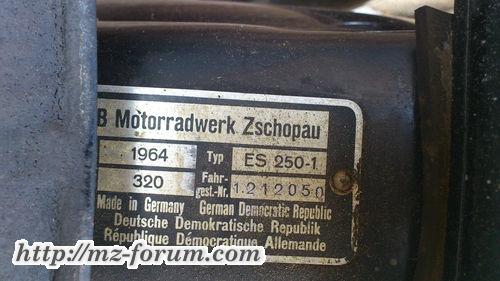 B Motorradwerk Zschopau
1964 Typ ES 250-1
320 Fahr-
gest.-Nr. 1212050
Made in Germany German Democratic Republic
Deutsche Demokratische Republik
République Démocratique Allemande
http://mz-forum.com